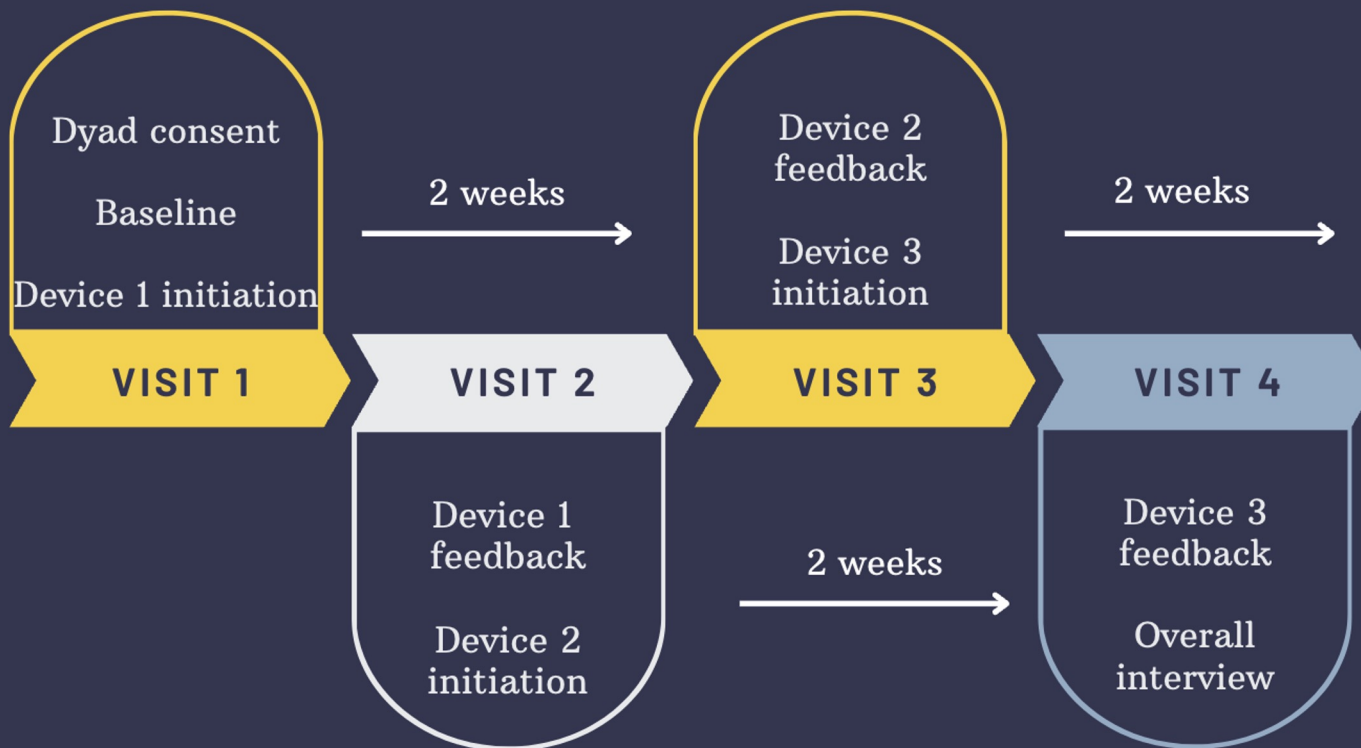 Dyad consent
Baseline
Device 1 initiation
VISIT 1
2 weeks
VISIT 2
Device 1
feedback
Device 2
initiation
Device 2
feedback
Device 3
initiation
VISIT 3
2 weeks
2 weeks
VISIT 4
Device 3
feedback
Overall
interview